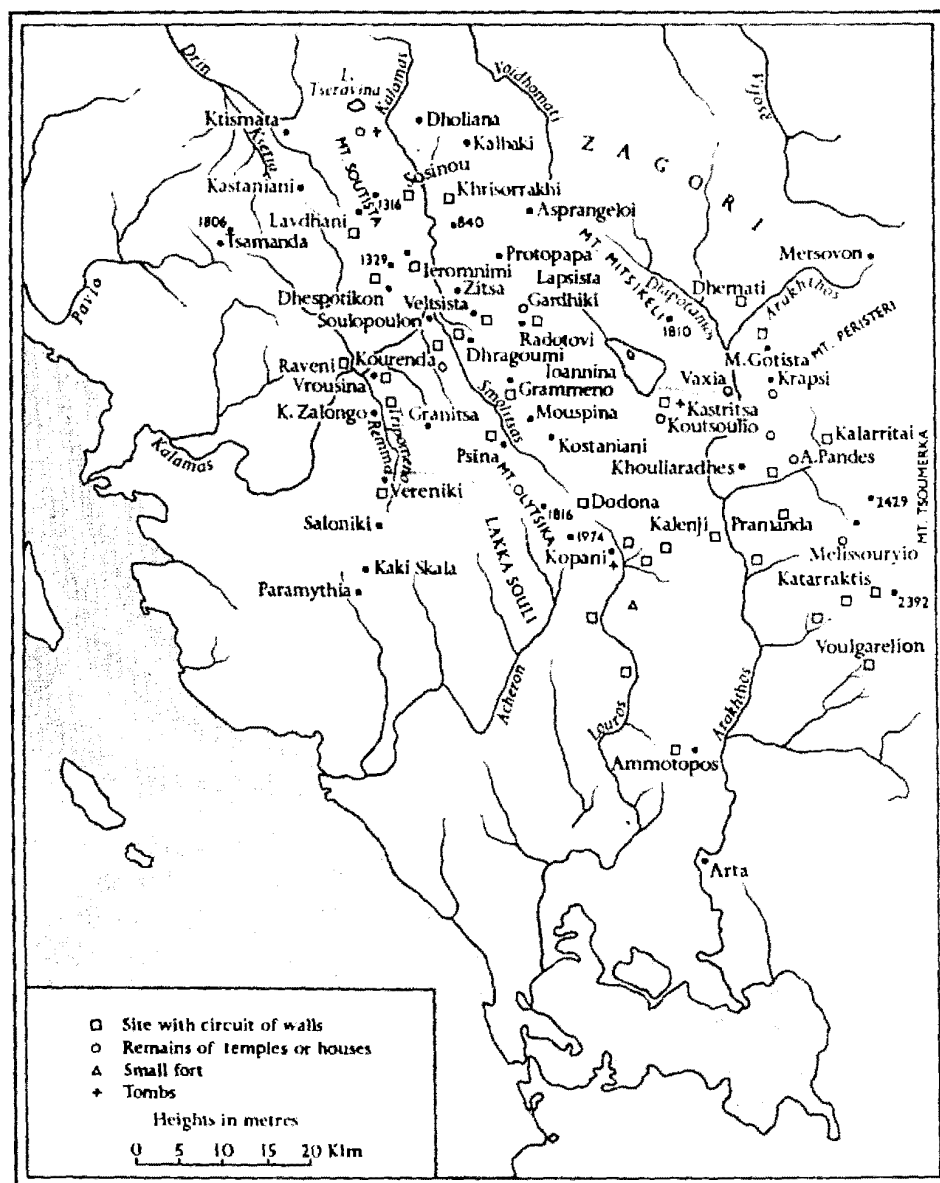 Drin
L.
Tseravina
Kalamas
Voidhomati
Ktismata
Dholiana
Kalbaki
ZAGORI
MT. SOUTISTA
Kastaniani
1316
Sosinou
Khrisorrakhi
Lavdhani
840
Asprangeloi
1806
Tsamanda
1329
Ieromnimi
Protopapa
MT. MITSIKELI
Mersovon
Dhespotikon
Zitsa
Lapsista
Dhemati
Arakhthos
Pavlo
Veltsista
Gardhiki
Soulopoulon
1810
MT. PERISTERI
Radotovi
Dhragoumi
M. Gotista
Raveni
Kourenda
Ioannina
Krapsi
Vrousina
Grammeno
Vaxia
K. Zalongo
Granitsa
Smolitsas
Mouspina
Kastritsa
Koutsoulio
Kalarritai
Kalamas
Remma
Psina
Kostaniani
Khouliaradhes
A. Pandes
MT. OLYTSIKA
Vereniki
Dodona
2429
MT. TSOUMERKA
Saloniki
1816
Kalenji
Pramanda
LAKKA SOULI
1974
Kopani
Melissouryio
Kaki Skala
Paramythia
Katarraktis
2392
Voulgarelion
Acheron
Louros
Arakhthos
Ammotopos
Arta
Site with circuit of walls
Remains of temples or houses
Small fort
Tombs
Heights in metres
0 5 10 15 20 Klm